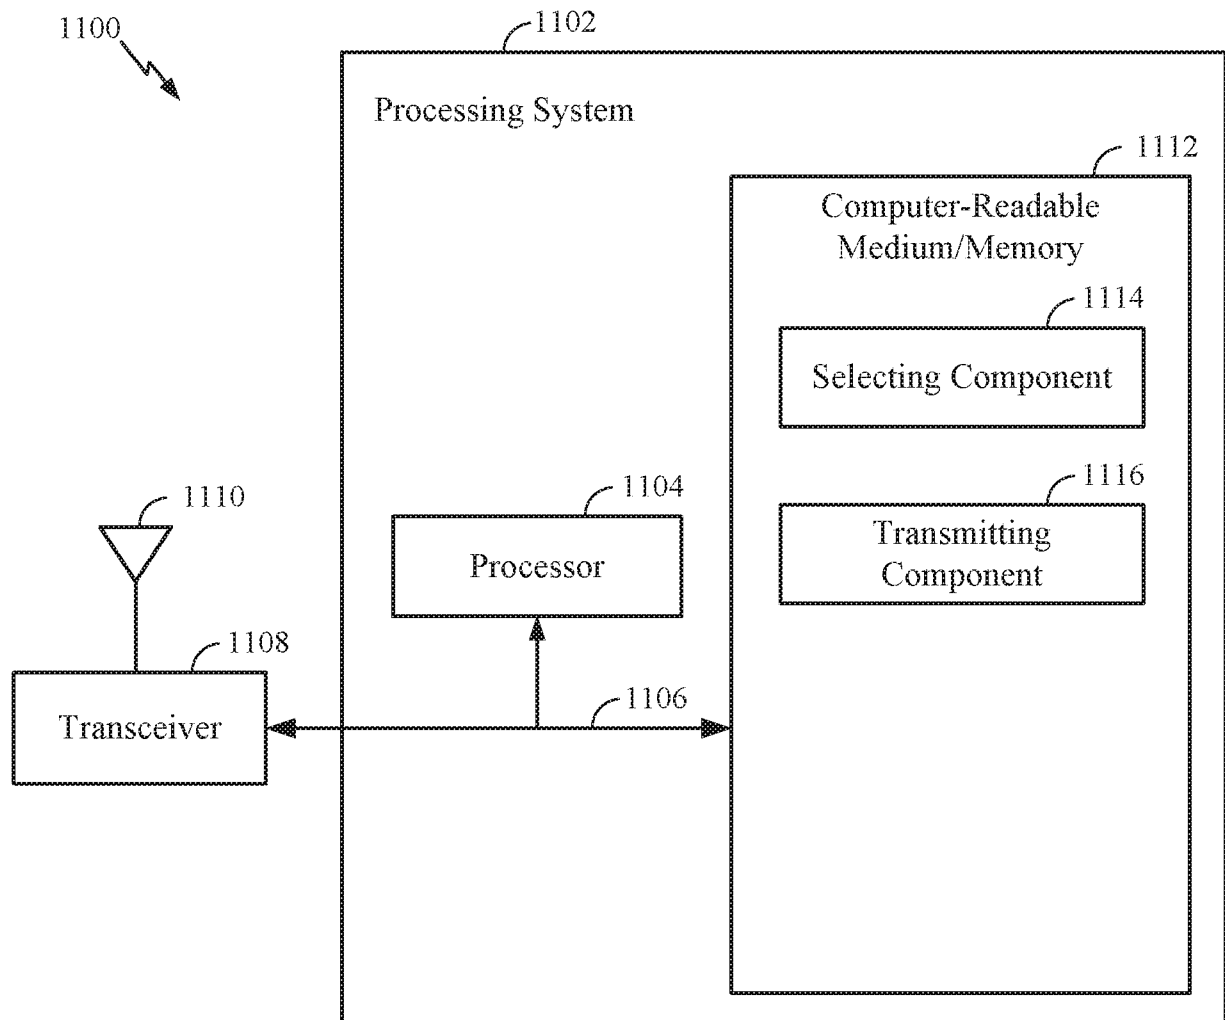 1100
1102
Processing System
1112
Computer-Readable
Medium/Memory
1114
Selecting Component
1116
Transmitting
Component
1104
Processor
1110
1108
Transceiver
1106